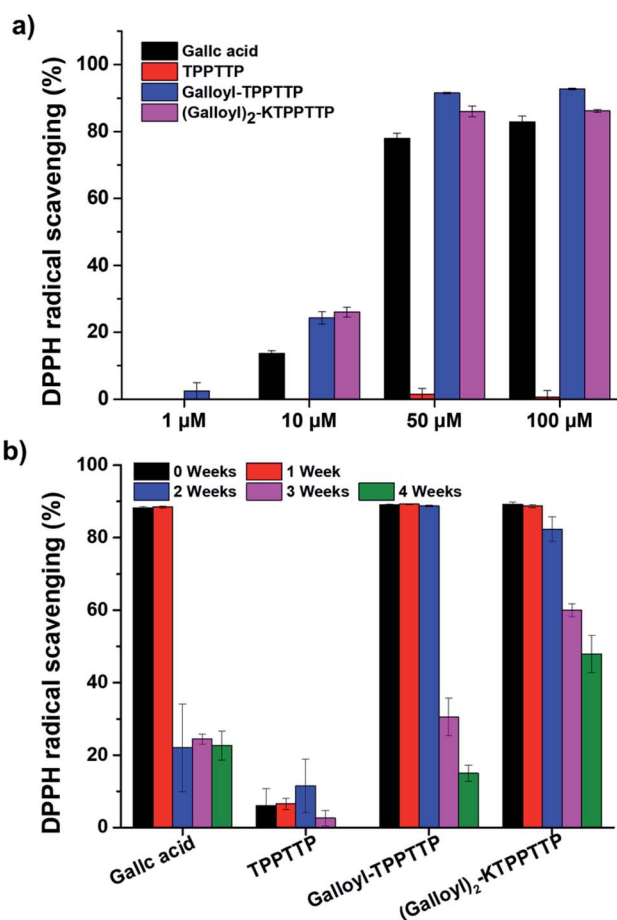 a)
Gallc acid
TPPTTP
Galloyl-TPPTTP
(Galloyl)₂-KTPPTTP
DPPH radical scavenging (%)
100
80
60
40
20
0
1 µM 10 µM 50 µM 100 µM
b)
0 Weeks 1 Week
2 Weeks 3 Weeks 4 Weeks
DPPH radical scavenging (%)
100
80
60
40
20
0
Gallc acid TPPTTP Galloyl-TPPTTP (Galloyl)₂-KTPPTTP